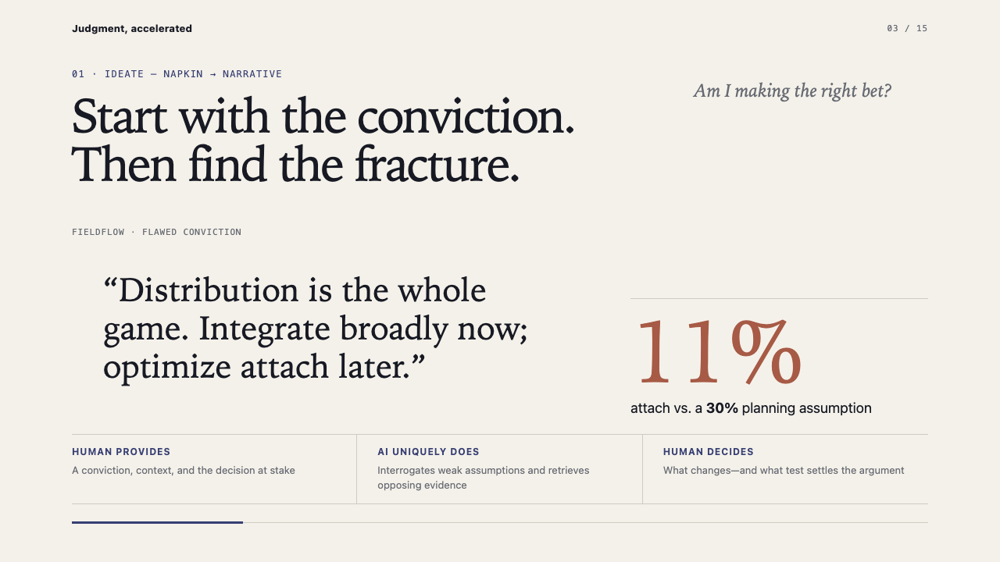 Judgment, accelerated
03 / 15
01 · IDEATE — NAPKIN → NARRATIVE
Am I making the right bet?
Start with the conviction.
Then find the fracture.
FIELDFLOW · FLAWED CONVICTION
“Distribution is the whole
game. Integrate broadly now;
optimize attach later.”
11%
attach vs. a 30% planning assumption
HUMAN PROVIDES
A conviction, context, and the decision at stake
AI UNIQUELY DOES
Interrogates weak assumptions and retrieves
opposing evidence
HUMAN DECIDES
What changes—and what test settles the argument